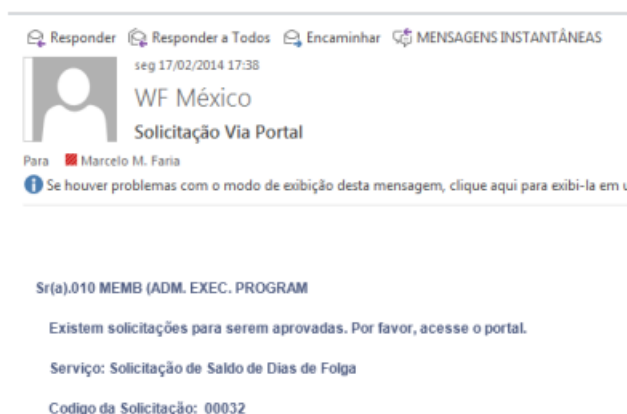 Responder Responder a Todos Encaminhar MENSAGENS INSTANTÂNEAS
seg 17/02/2014 17:38
WF México
Solicitação Via Portal
Para Marcelo M. Faria
Se houver problemas com o modo de exibição desta mensagem, clique aqui para exibi-la em
Sr(a).010 MEMB (ADM. EXEC. PROGRAM
Existem solicitações para serem aprovadas. Por favor, acesse o portal.
Serviço: Solicitação de Saldo de Dias de Folga
Codigo da Solicitação: 00032